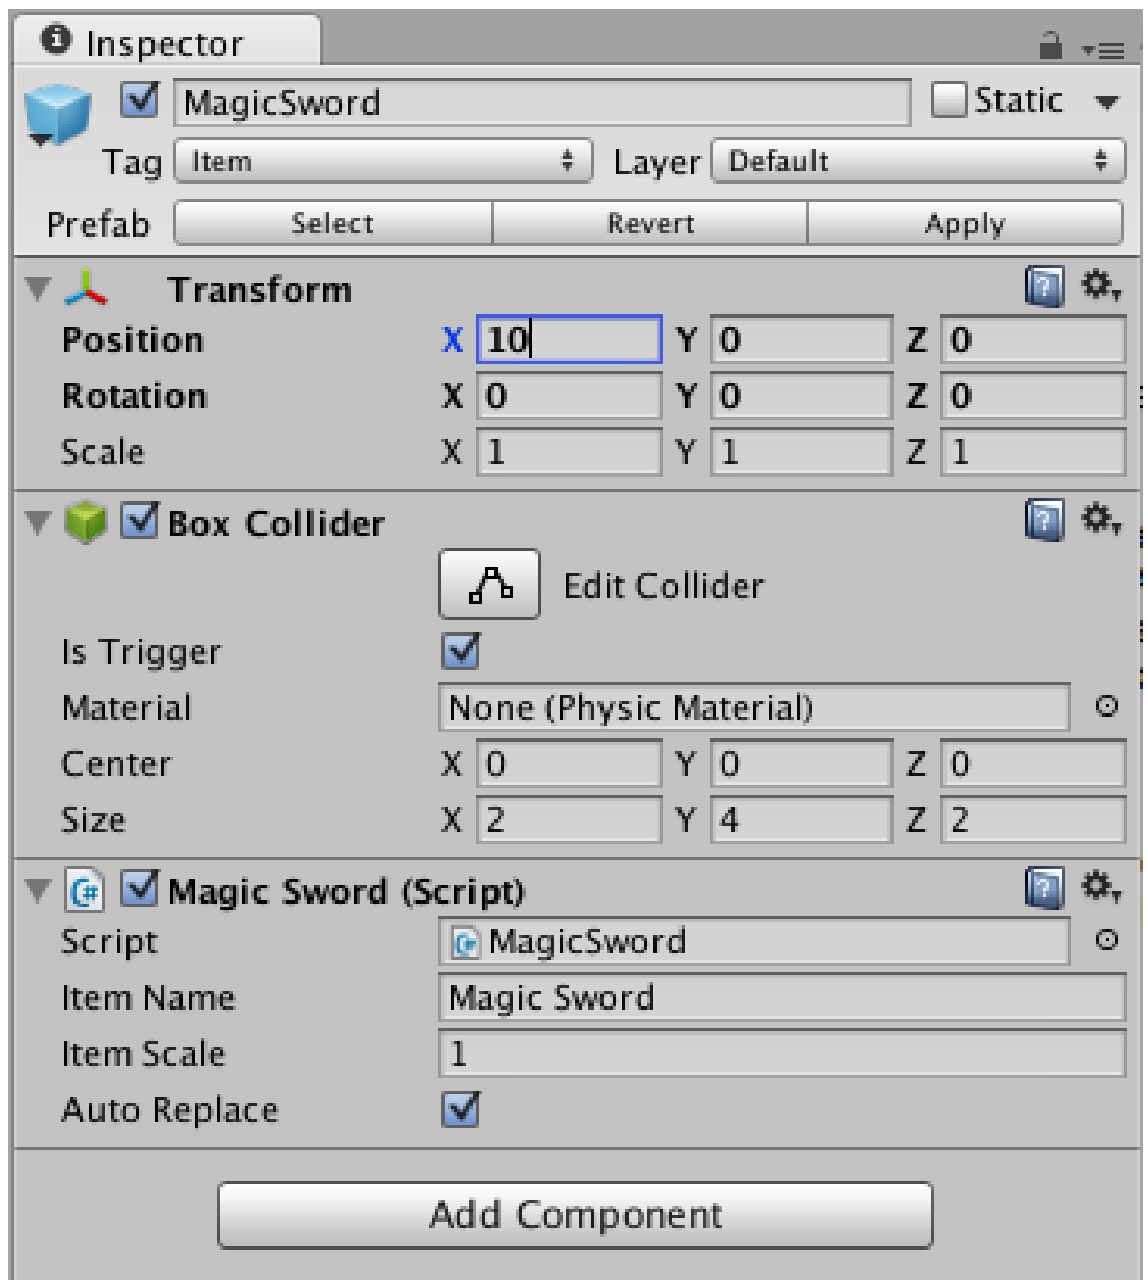 Inspector
MagicSword Static
Tag Item Layer Default
Prefab Select Revert Apply
Transform
Position X 10 Y 0 Z 0
Rotation X 0 Y 0 Z 0
Scale X 1 Y 1 Z 1
Box Collider
Edit Collider
Is Trigger
Material None (Physic Material)
Center X 0 Y 0 Z 0
Size X 2 Y 4 Z 2
C# Magic Sword (Script)
Script C# MagicSword
Item Name Magic Sword
Item Scale 1
Auto Replace
Add Component